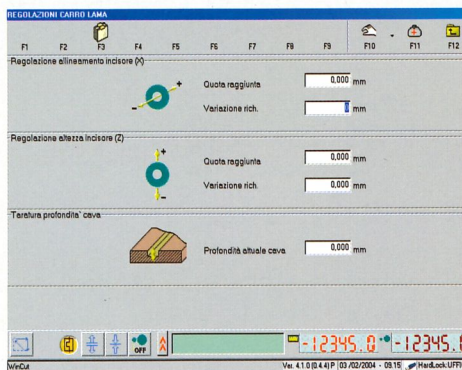 REGOLAZIONI CARRO LAMA
F1 F2 F3 F4 F5 F6 F7 F8 F9 F10 F11 F12
Regolazione allineamento incisore (X)
Quota raggiunta 0,000 mm
Variazione rich. 0 mm
Regolazione altezza Incisore (Z)
Quota raggiunta 0,000 mm
Variazione rich. 0,000 mm
Taratura profondita` cava
Profondità attuale cava 0,000 mm
OFF -12345.0 -12345.
WinCut Ver. 4.1.0 (0.4.4) P 03 /02/2004 - 09.15 HardLock:UFFI